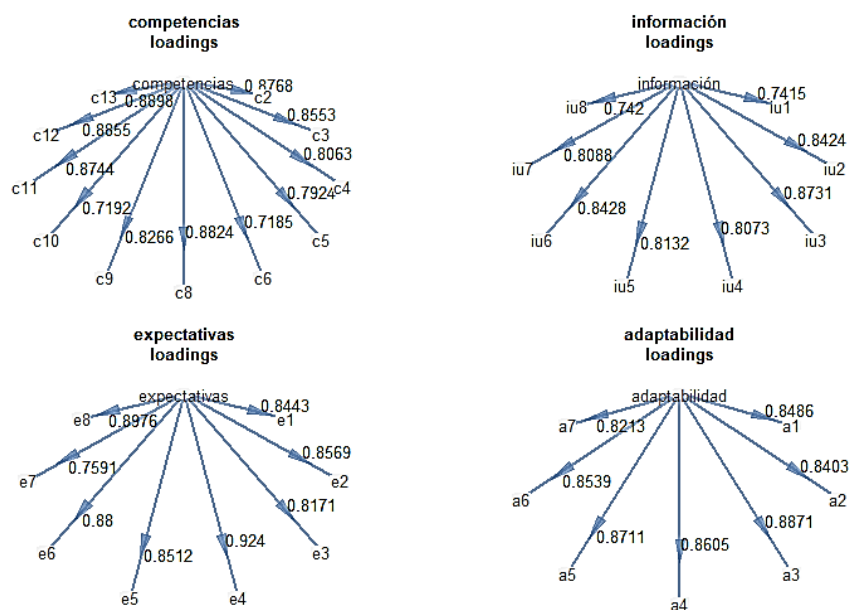 competencias
loadings
competencias
0.8768
c13
c2
0.8898
0.8553
c12
c3
0.8855
0.8063
c11
0.8744
c4
0.7924
c10
0.7192
c5
0.8266
0.8824
0.7185
c9
c6
c8
información
loadings
información
0.7415
iu8
0.742
iu1
0.8424
iu7
0.8088
iu2
0.8731
iu6
0.8428
iu3
0.8132
0.8073
iu5
iu4
expectativas
loadings
expectativas
0.8443
e8
0.8976
e1
0.8569
0.7591
e7
e2
0.8171
0.88
e6
e3
0.8512
0.924
e5
e4
adaptabilidad
loadings
adaptabilidad
0.8486
a7
0.8213
a1
0.8403
0.8539
a6
a2
0.8871
0.8711
0.8605
a5
a3
a4